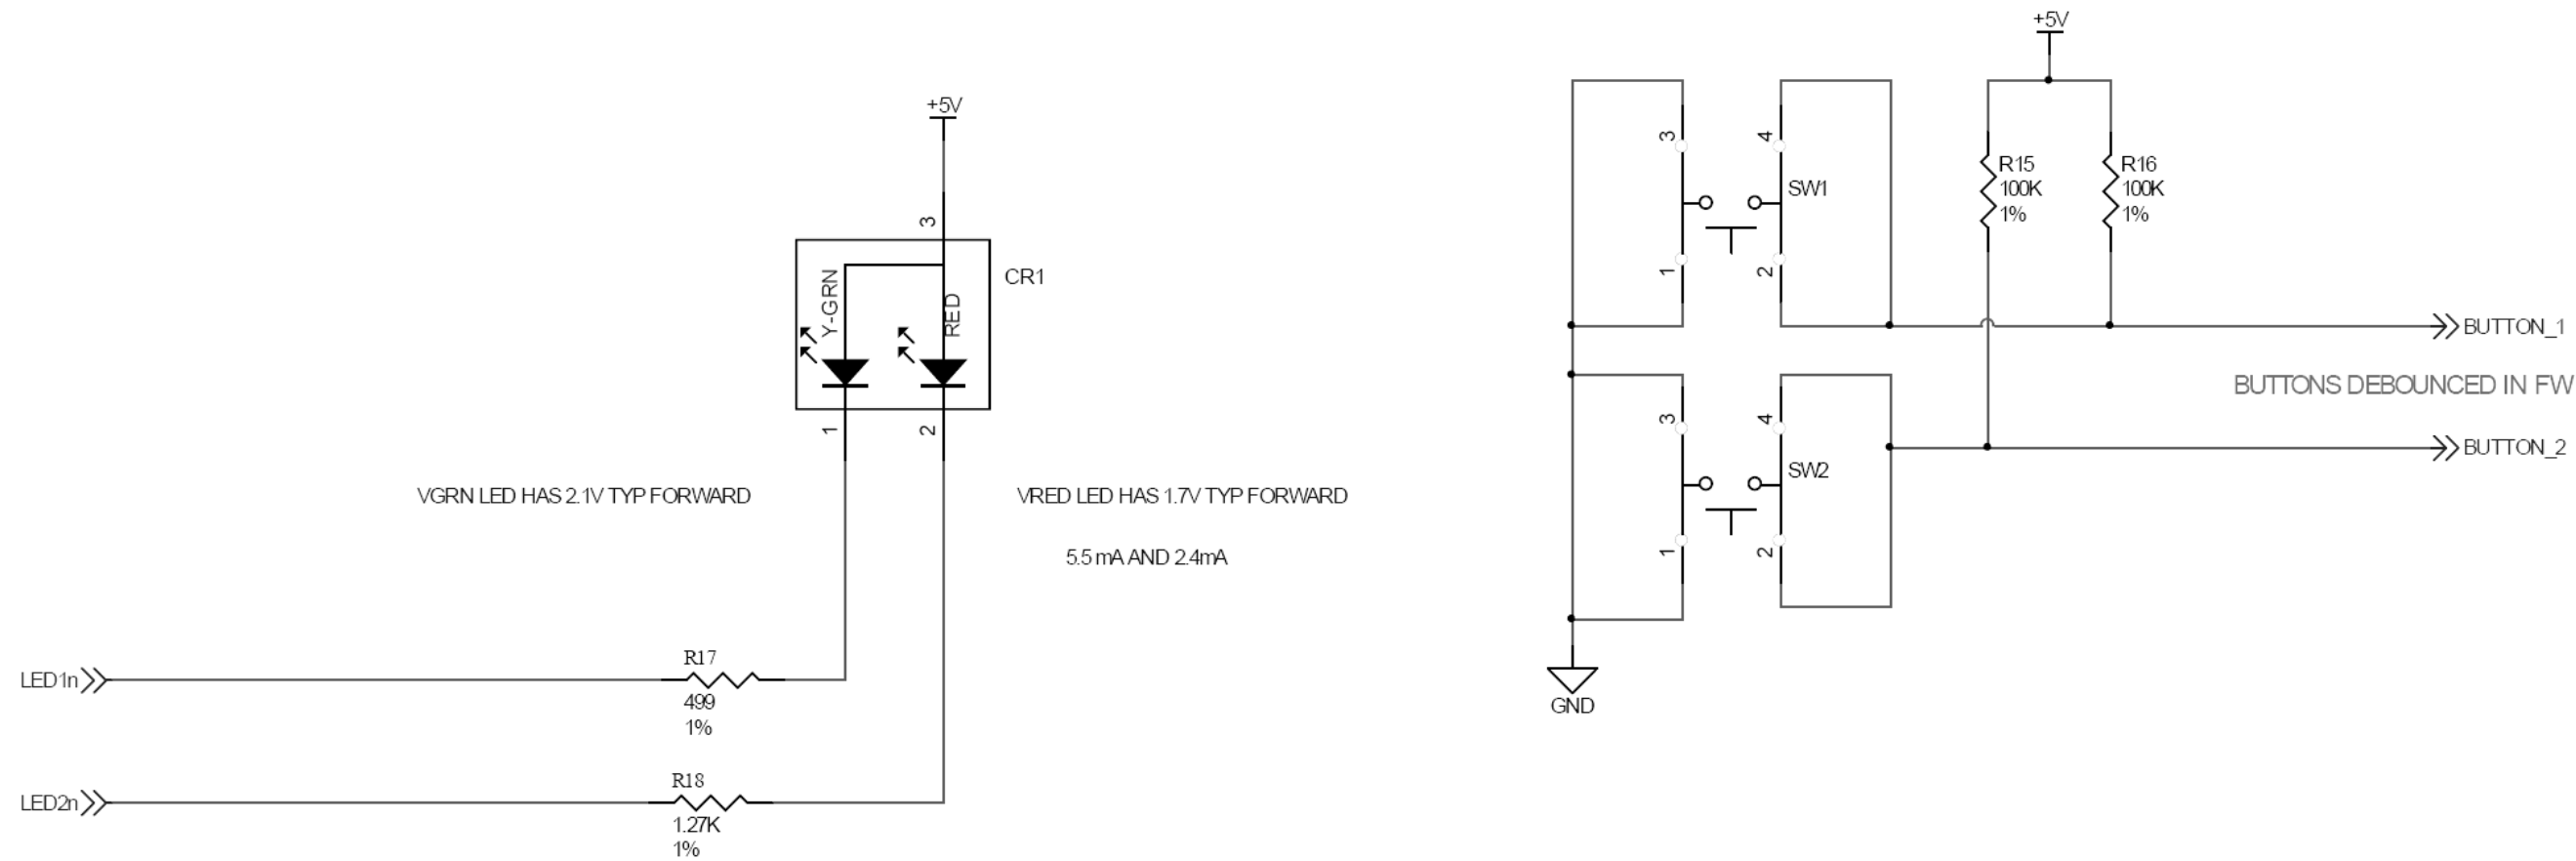 +5V
3
Y-GRN
RED
CR1
1
2
VGRN LED HAS 2.1V TYP FORWARD
VRED LED HAS 1.7V TYP FORWARD
5.5 mA AND 2.4mA
LED1n
R17
499
1%
LED2n
R18
1.27K
1%
+5V
3
4
SW1
1
2
R15
100K
1%
R16
100K
1%
BUTTON_1
BUTTONS DEBOUNCED IN FW
3
4
SW2
1
2
BUTTON_2
GND